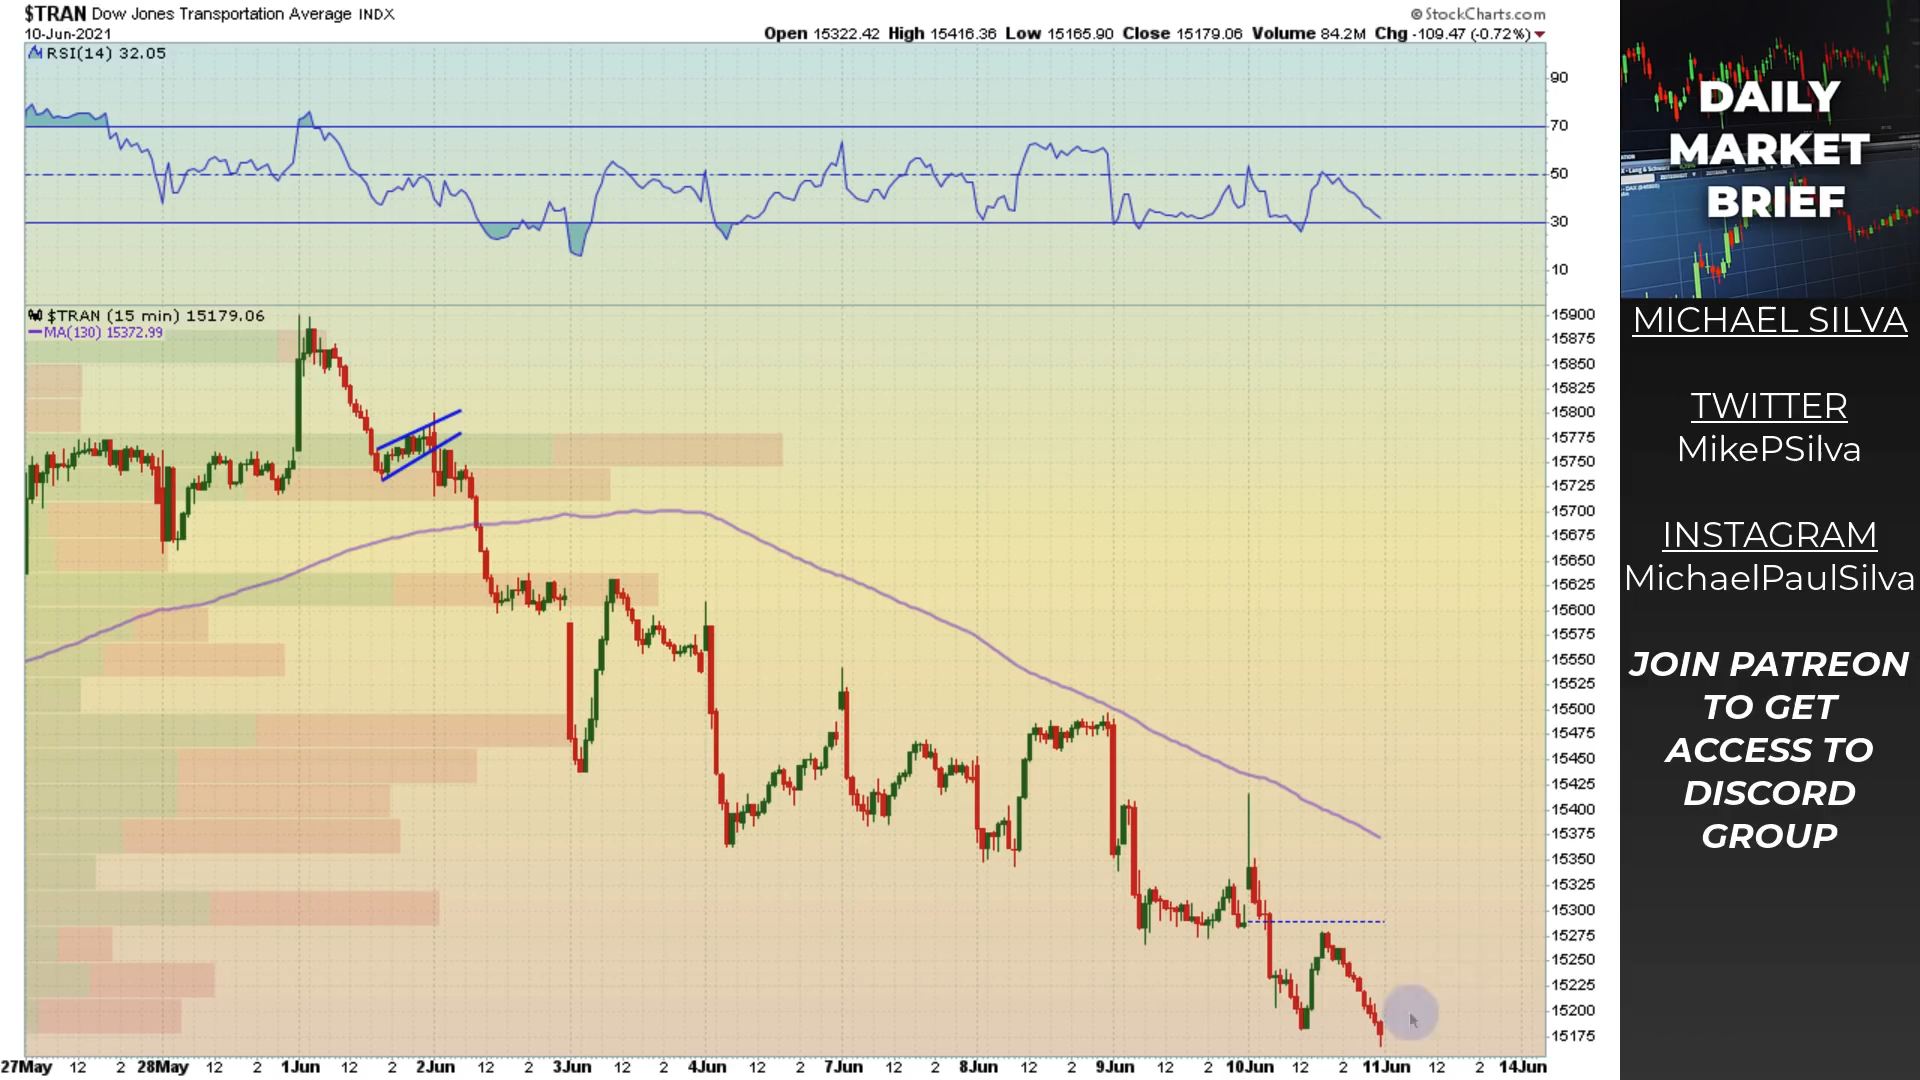 $TRAN Dow Jones Transportation Average INDX
© StockCharts.com
10-Jun-2021
Open 15322.42 High 15416.36 Low 15165.90 Close 15179.06 Volume 84.2M Chg -109.47 (-0.72%)
RSI(14) 32.05
90
70
50
30
10
$TRAN (15 min) 15179.06
MA(130) 15372.99
15900
15875
15850
15825
15800
15775
15750
15725
15700
15675
15650
15625
15600
15575
15550
15525
15500
15475
15450
15425
15400
15375
15350
15325
15300
15275
15250
15225
15200
15175
27May 12 2 28May 12 2 1Jun 12 2 2Jun 12 2 3Jun 12 2 4Jun 12 2 7Jun 12 2 8Jun 12 2 9Jun 12 2 10Jun 12 2 11Jun 12 2 14Jun
DAILY
MARKET
BRIEF
MICHAEL SILVA
TWITTER
MikePSilva
INSTAGRAM
MichaelPaulSilva
JOIN PATREON
TO GET
ACCESS TO
DISCORD
GROUP